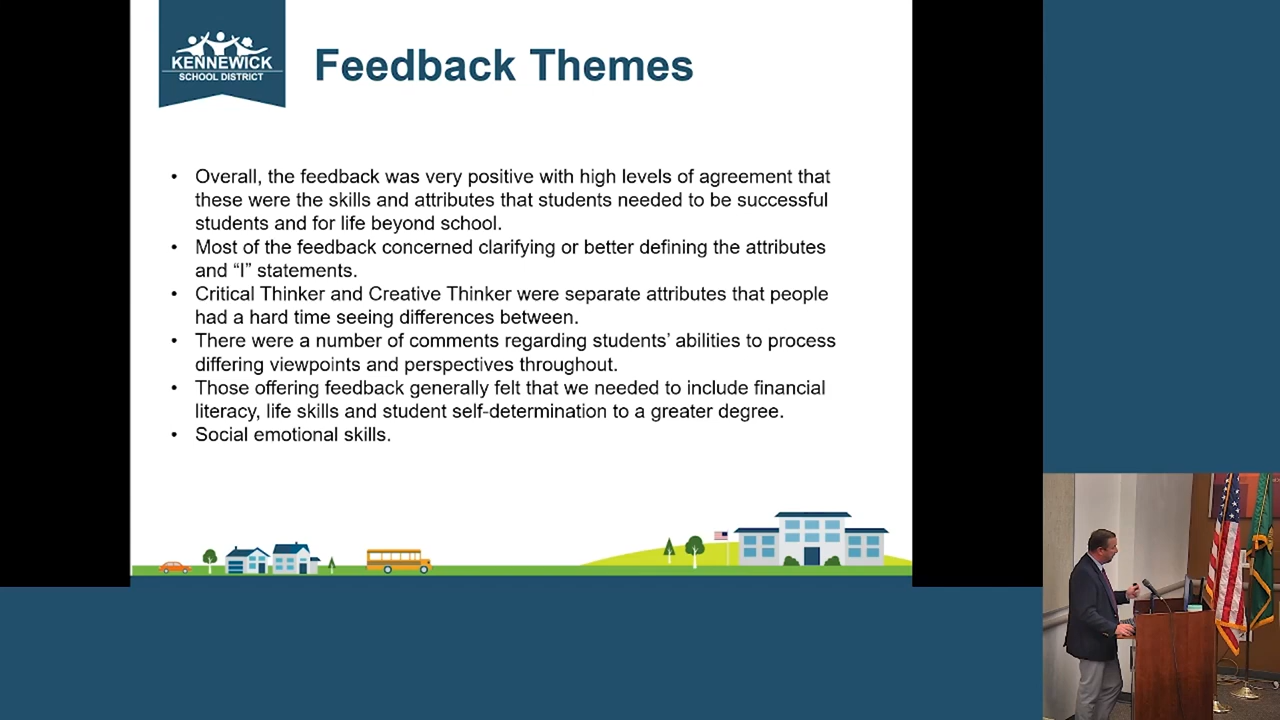 KENNEWICK
SCHOOL DISTRICT
Feedback Themes
• Overall, the feedback was very positive with high levels of agreement that
these were the skills and attributes that students needed to be successful
students and for life beyond school.
• Most of the feedback concerned clarifying or better defining the attributes
and “I” statements.
• Critical Thinker and Creative Thinker were separate attributes that people
had a hard time seeing differences between.
• There were a number of comments regarding students’ abilities to process
differing viewpoints and perspectives throughout.
• Those offering feedback generally felt that we needed to include financial
literacy, life skills and student self-determination to a greater degree.
• Social emotional skills.